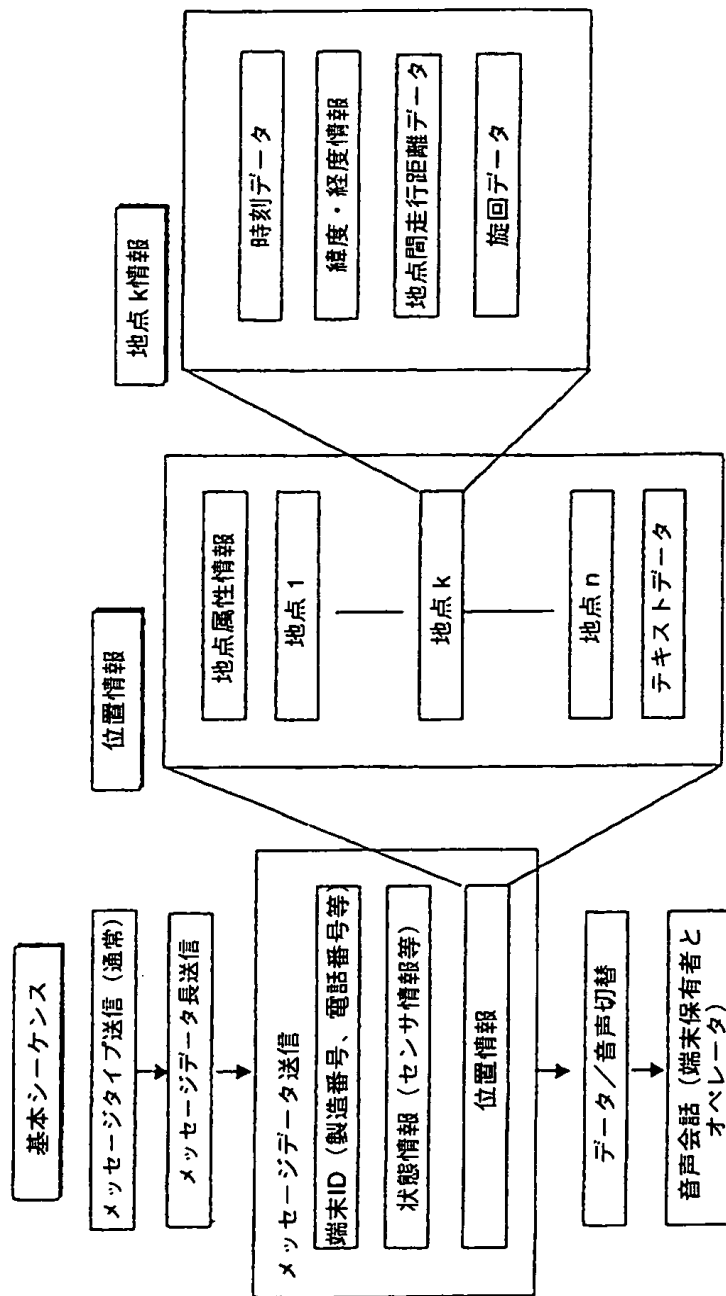 基本シーケンス
メッセージタイプ送信（通常）
メッセージデータ長送信
メッセージデータ送信
端末ID（製造番号、電話番号等）
状態情報（センサ情報等）
位置情報
データ／音声切替
音声会話（端末保有者と
オペレータ）
位置情報
地点属性情報
地点 1
地点 k
地点 n
テキストデータ
地点 k情報
時刻データ
緯度・経度情報
地点間走行距離データ
旋回データ